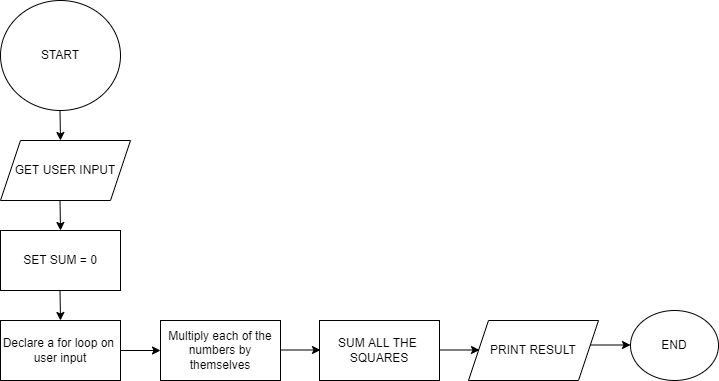 START
GET USER INPUT
SET SUM = 0
Declare a for loop on
user input
Multiply each of the
numbers by
themselves
SUM ALL THE
SQUARES
PRINT RESULT
END